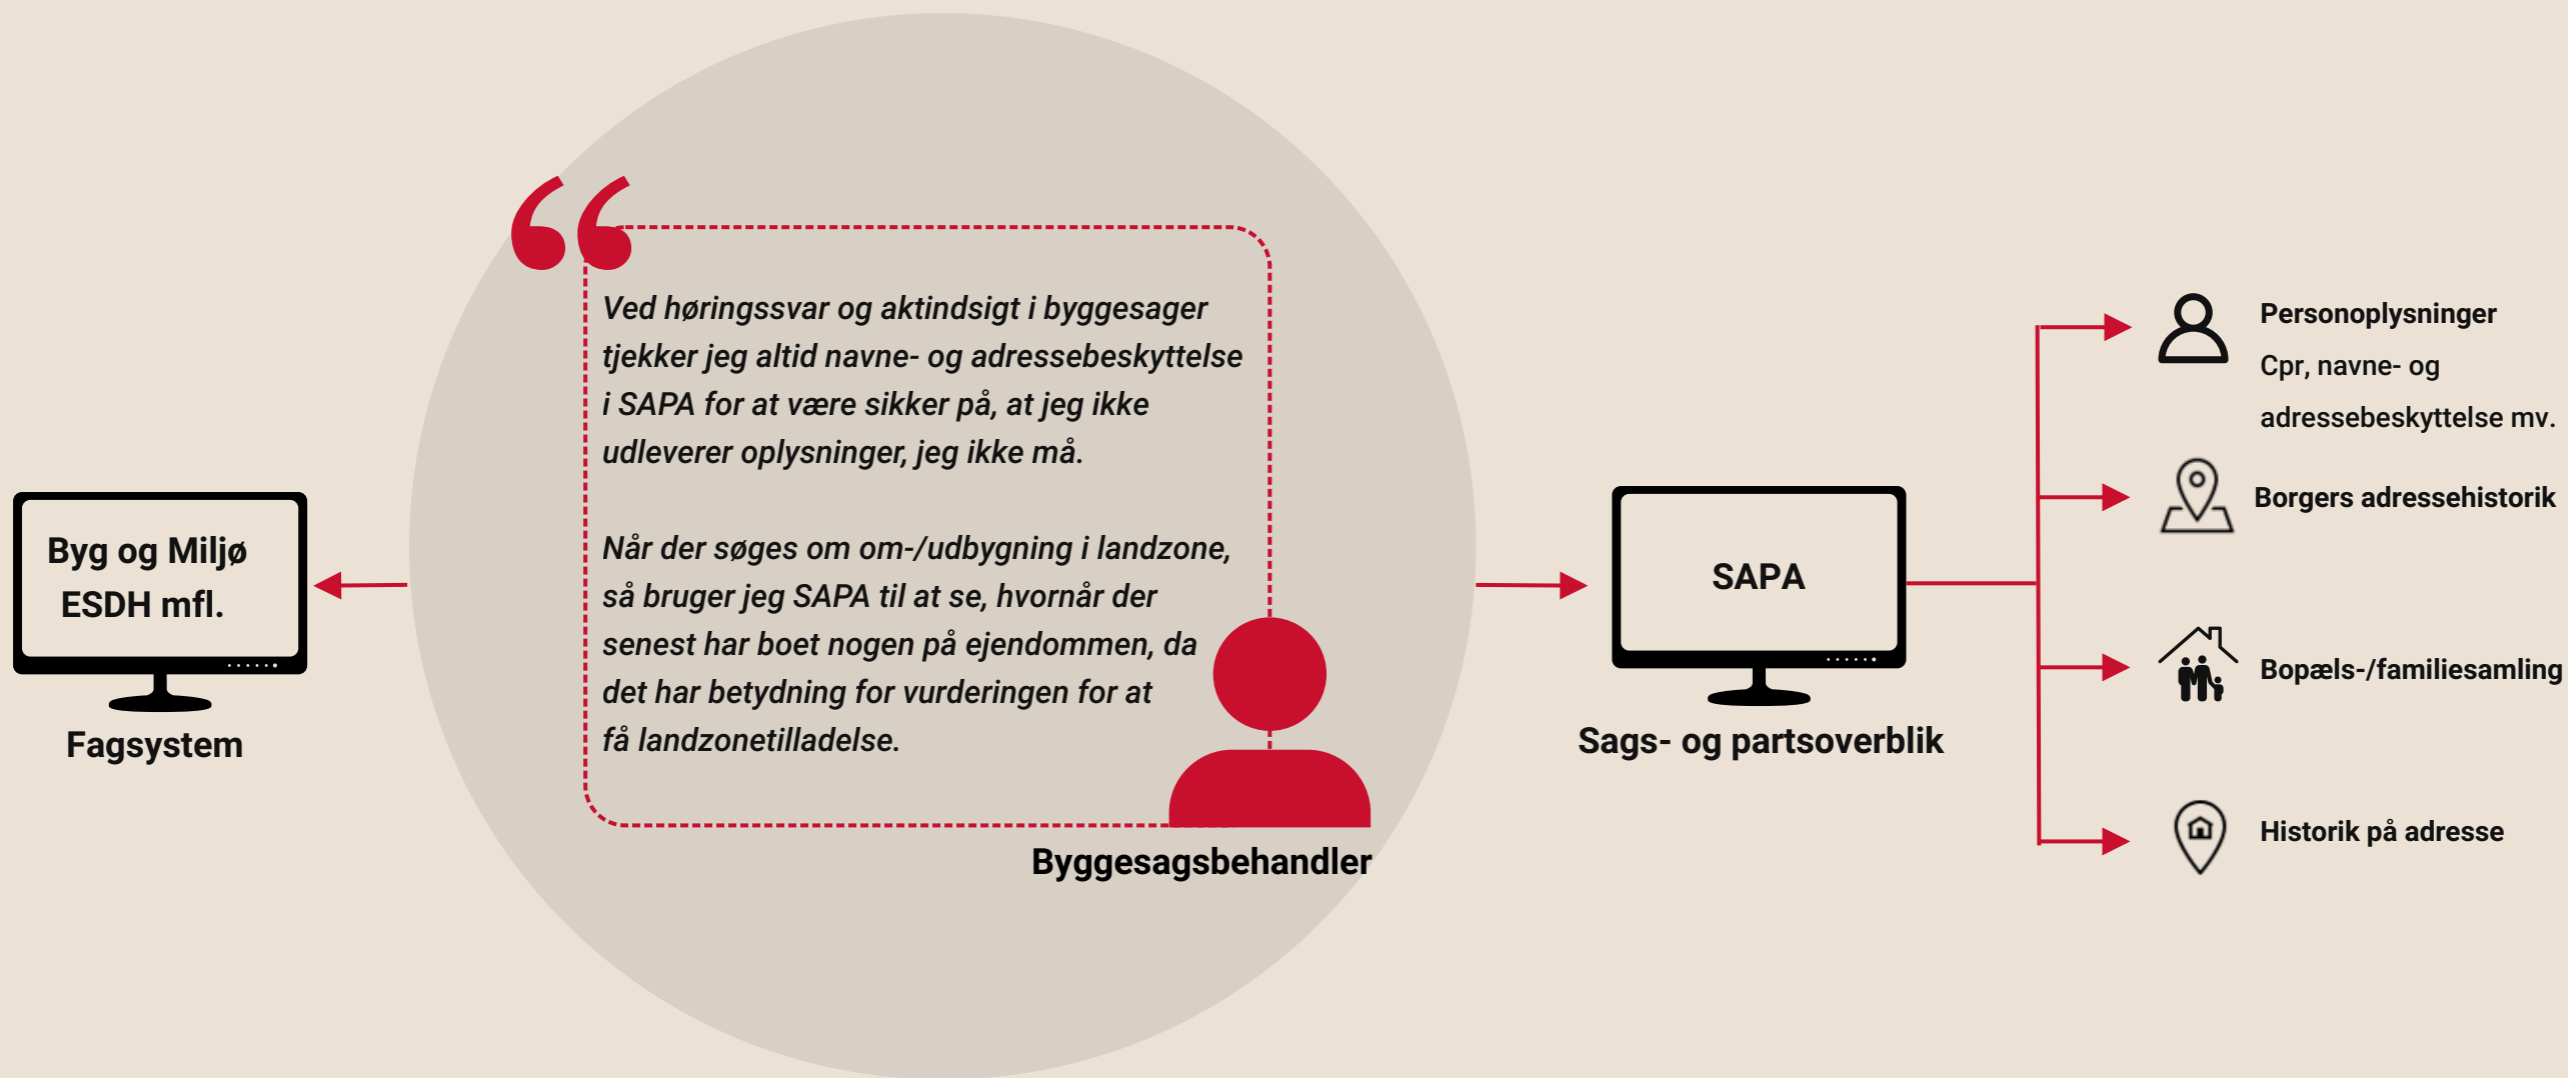 Byg og Miljø
ESDH mfl.
Fagsystem
“
Ved høringssvar og aktindsigt i byggesager
tjekker jeg altid navne- og adressebeskyttelse
i SAPA for at være sikker på, at jeg ikke
udleverer oplysninger, jeg ikke må.
Når der søges om om-/udbygning i landzone,
så bruger jeg SAPA til at se, hvornår der
senest har boet nogen på ejendommen, da
det har betydning for vurderingen for at
få landzonetilladelse.
Byggesagsbehandler
SAPA
Sags- og partsoverblik
Personoplysninger
Cpr, navne- og
adressebeskyttelse mv.
Borgers adressehistorik
Bopæls-/familiesamling
Historik på adresse